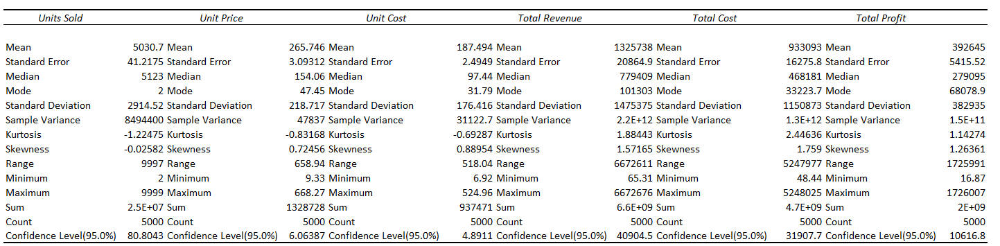 Units Sold Unit Price Unit Cost Total Revenue Total Cost Total Profit
Mean 5030.7 Mean 265.746 Mean 187.494 Mean 1325738 Mean 933093 Mean 392645
Standard Error 41.2175 Standard Error 3.09312 Standard Error 2.4949 Standard Error 20864.9 Standard Error 16275.8 Standard Error 5415.52
Median 5123 Median 154.06 Median 97.44 Median 779409 Median 468181 Median 279095
Mode 2 Mode 47.45 Mode 31.79 Mode 101303 Mode 33223.7 Mode 68078.9
Standard Deviation 2914.52 Standard Deviation 218.717 Standard Deviation 176.416 Standard Deviation 1475375 Standard Deviation 1150873 Standard Deviation 382935
Sample Variance 8494400 Sample Variance 47837 Sample Variance 31122.7 Sample Variance 2.2E+12 Sample Variance 1.3E+12 Sample Variance 1.5E+11
Kurtosis -1.22475 Kurtosis -0.83168 Kurtosis -0.69287 Kurtosis 1.88443 Kurtosis 2.44636 Kurtosis 1.14274
Skewness -0.02582 Skewness 0.72456 Skewness 0.88954 Skewness 1.57165 Skewness 1.759 Skewness 1.26361
Range 9997 Range 658.94 Range 518.04 Range 6672611 Range 5247977 Range 1725991
Minimum 2 Minimum 9.33 Minimum 6.92 Minimum 65.31 Minimum 48.44 Minimum 16.87
Maximum 9999 Maximum 668.27 Maximum 524.96 Maximum 6672676 Maximum 5248025 Maximum 1726007
Sum 2.5E+07 Sum 1328728 Sum 937471 Sum 6.6E+09 Sum 4.7E+09 Sum 2E+09
Count 5000 Count 5000 Count 5000 Count 5000 Count 5000 Count 5000
Confidence Level(95.0%) 80.8043 Confidence Level(95.0%) 6.06387 Confidence Level(95.0%) 4.8911 Confidence Level(95.0%) 40904.5 Confidence Level(95.0%) 31907.7 Confidence Level(95.0%) 10616.8